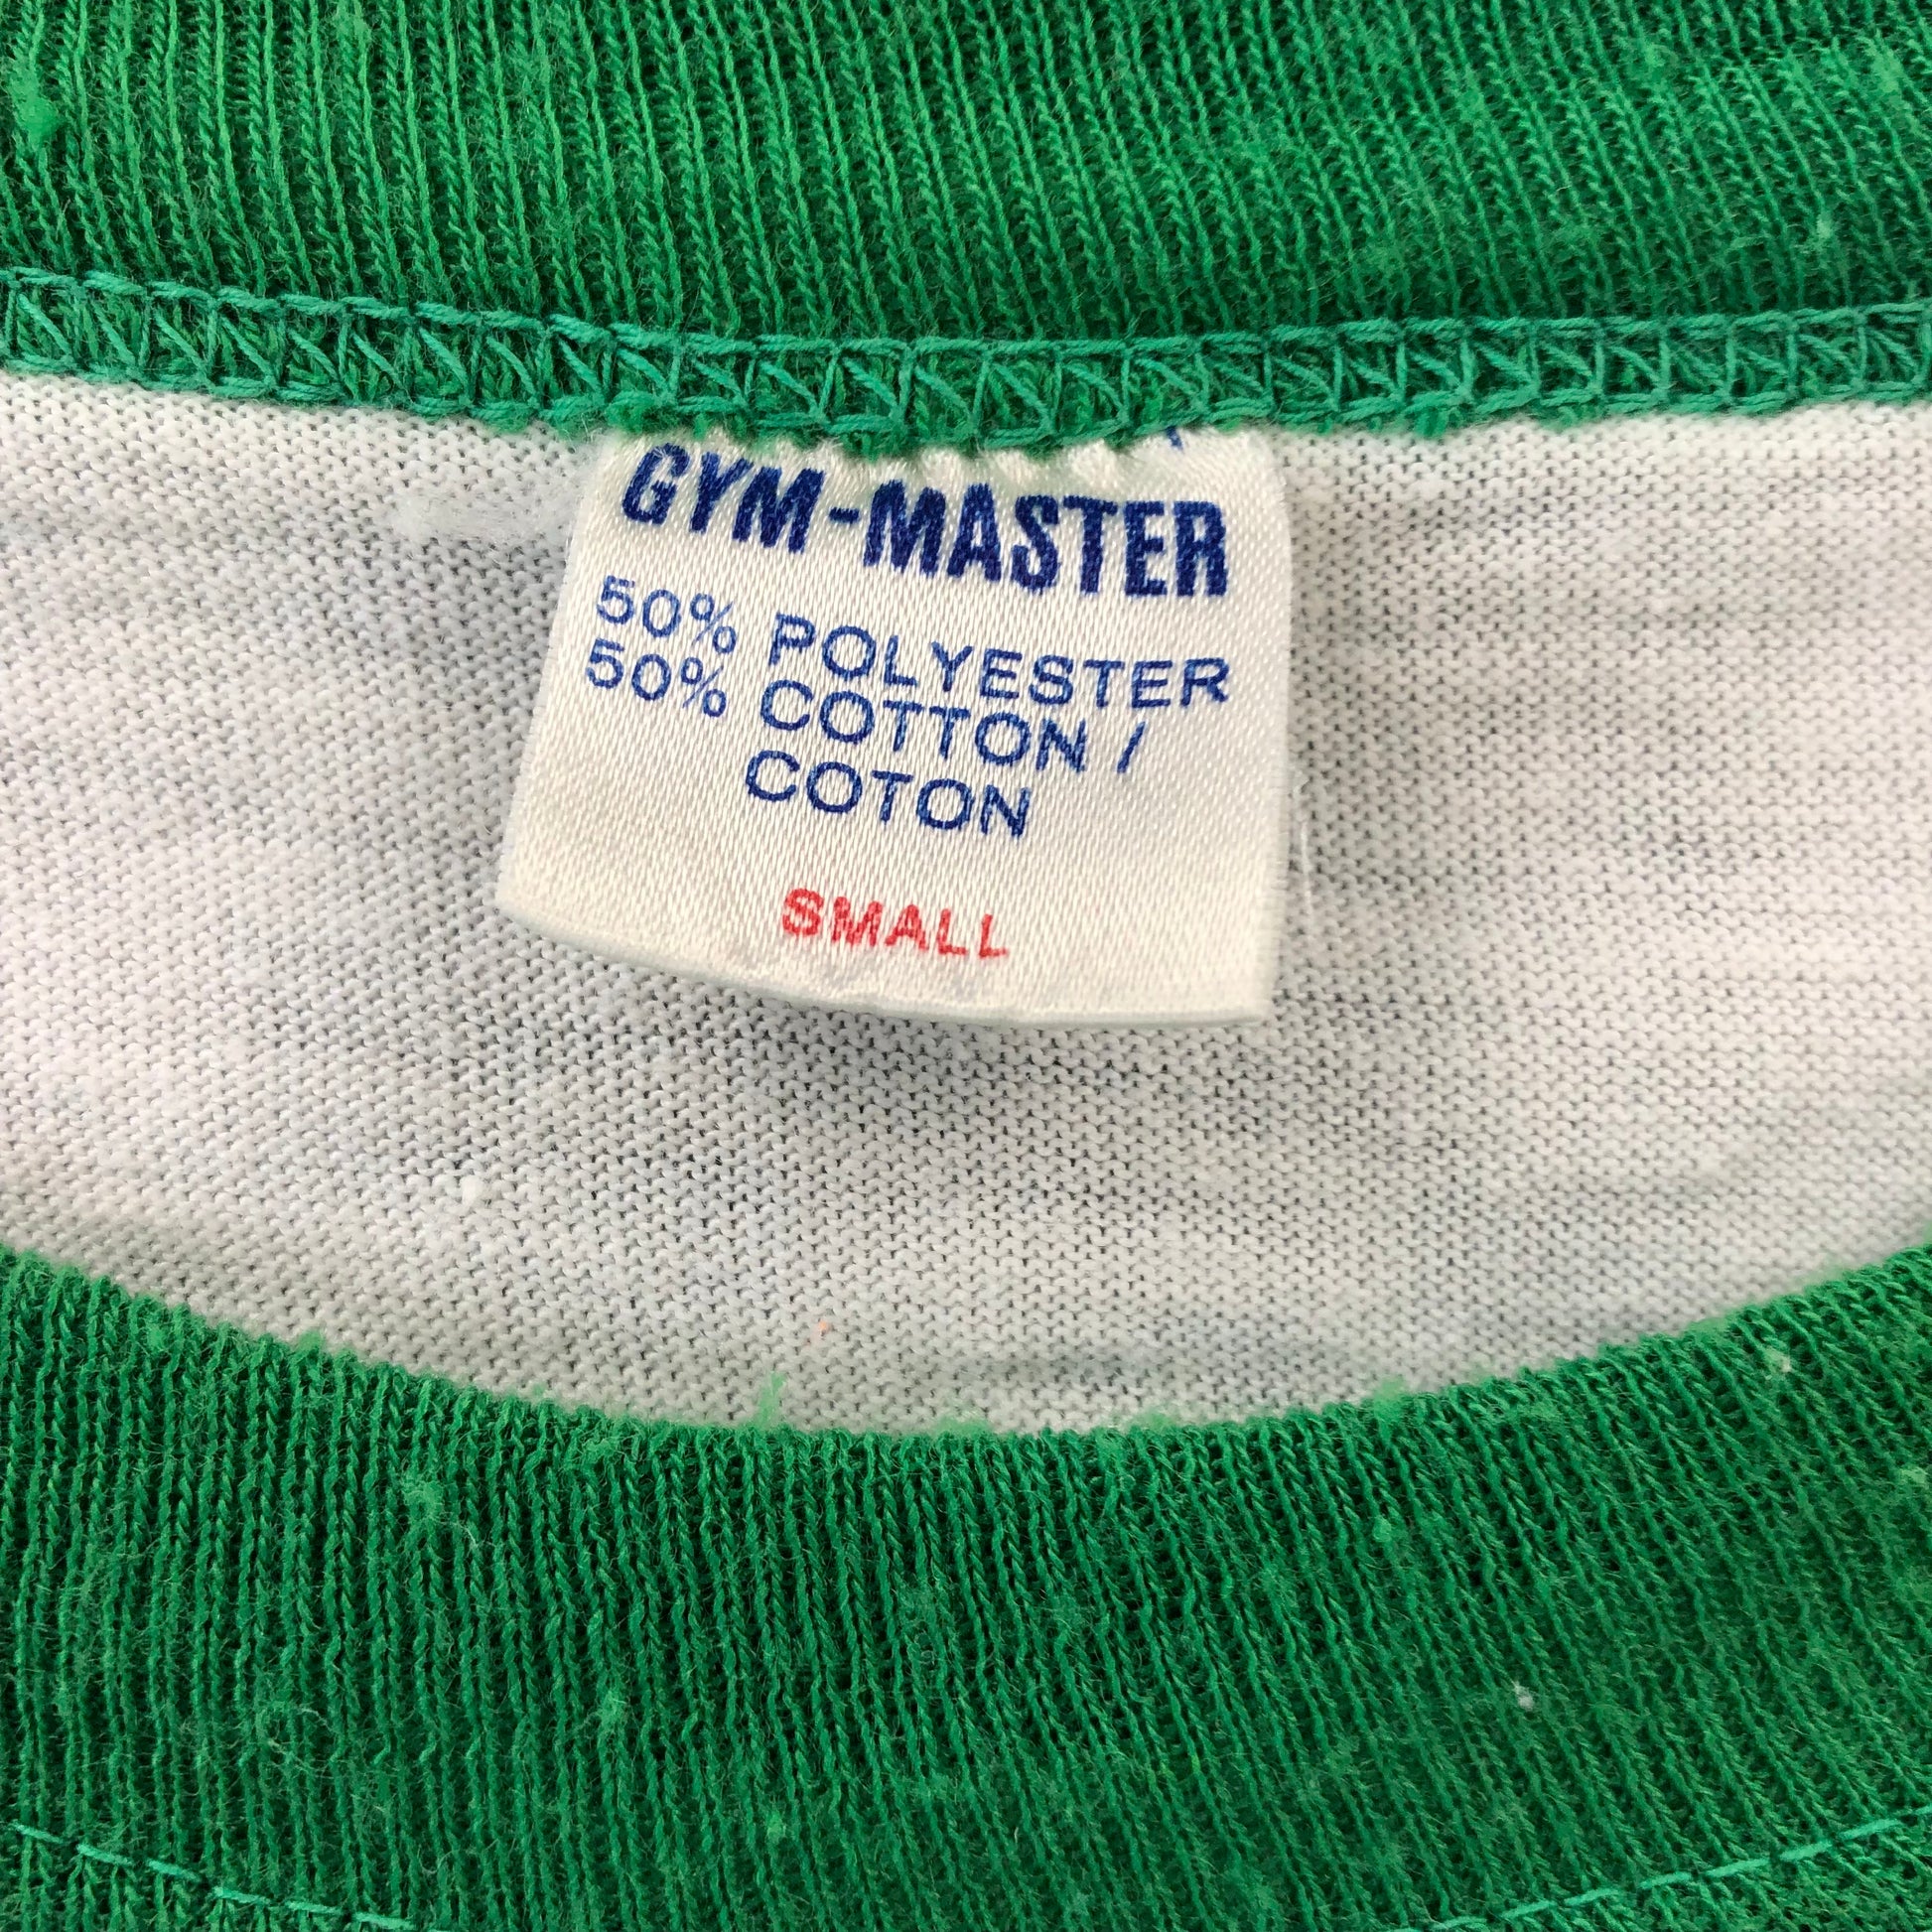 GYM-MASTER
50% POLYESTER
50% COTTON /
COTON
SMALL